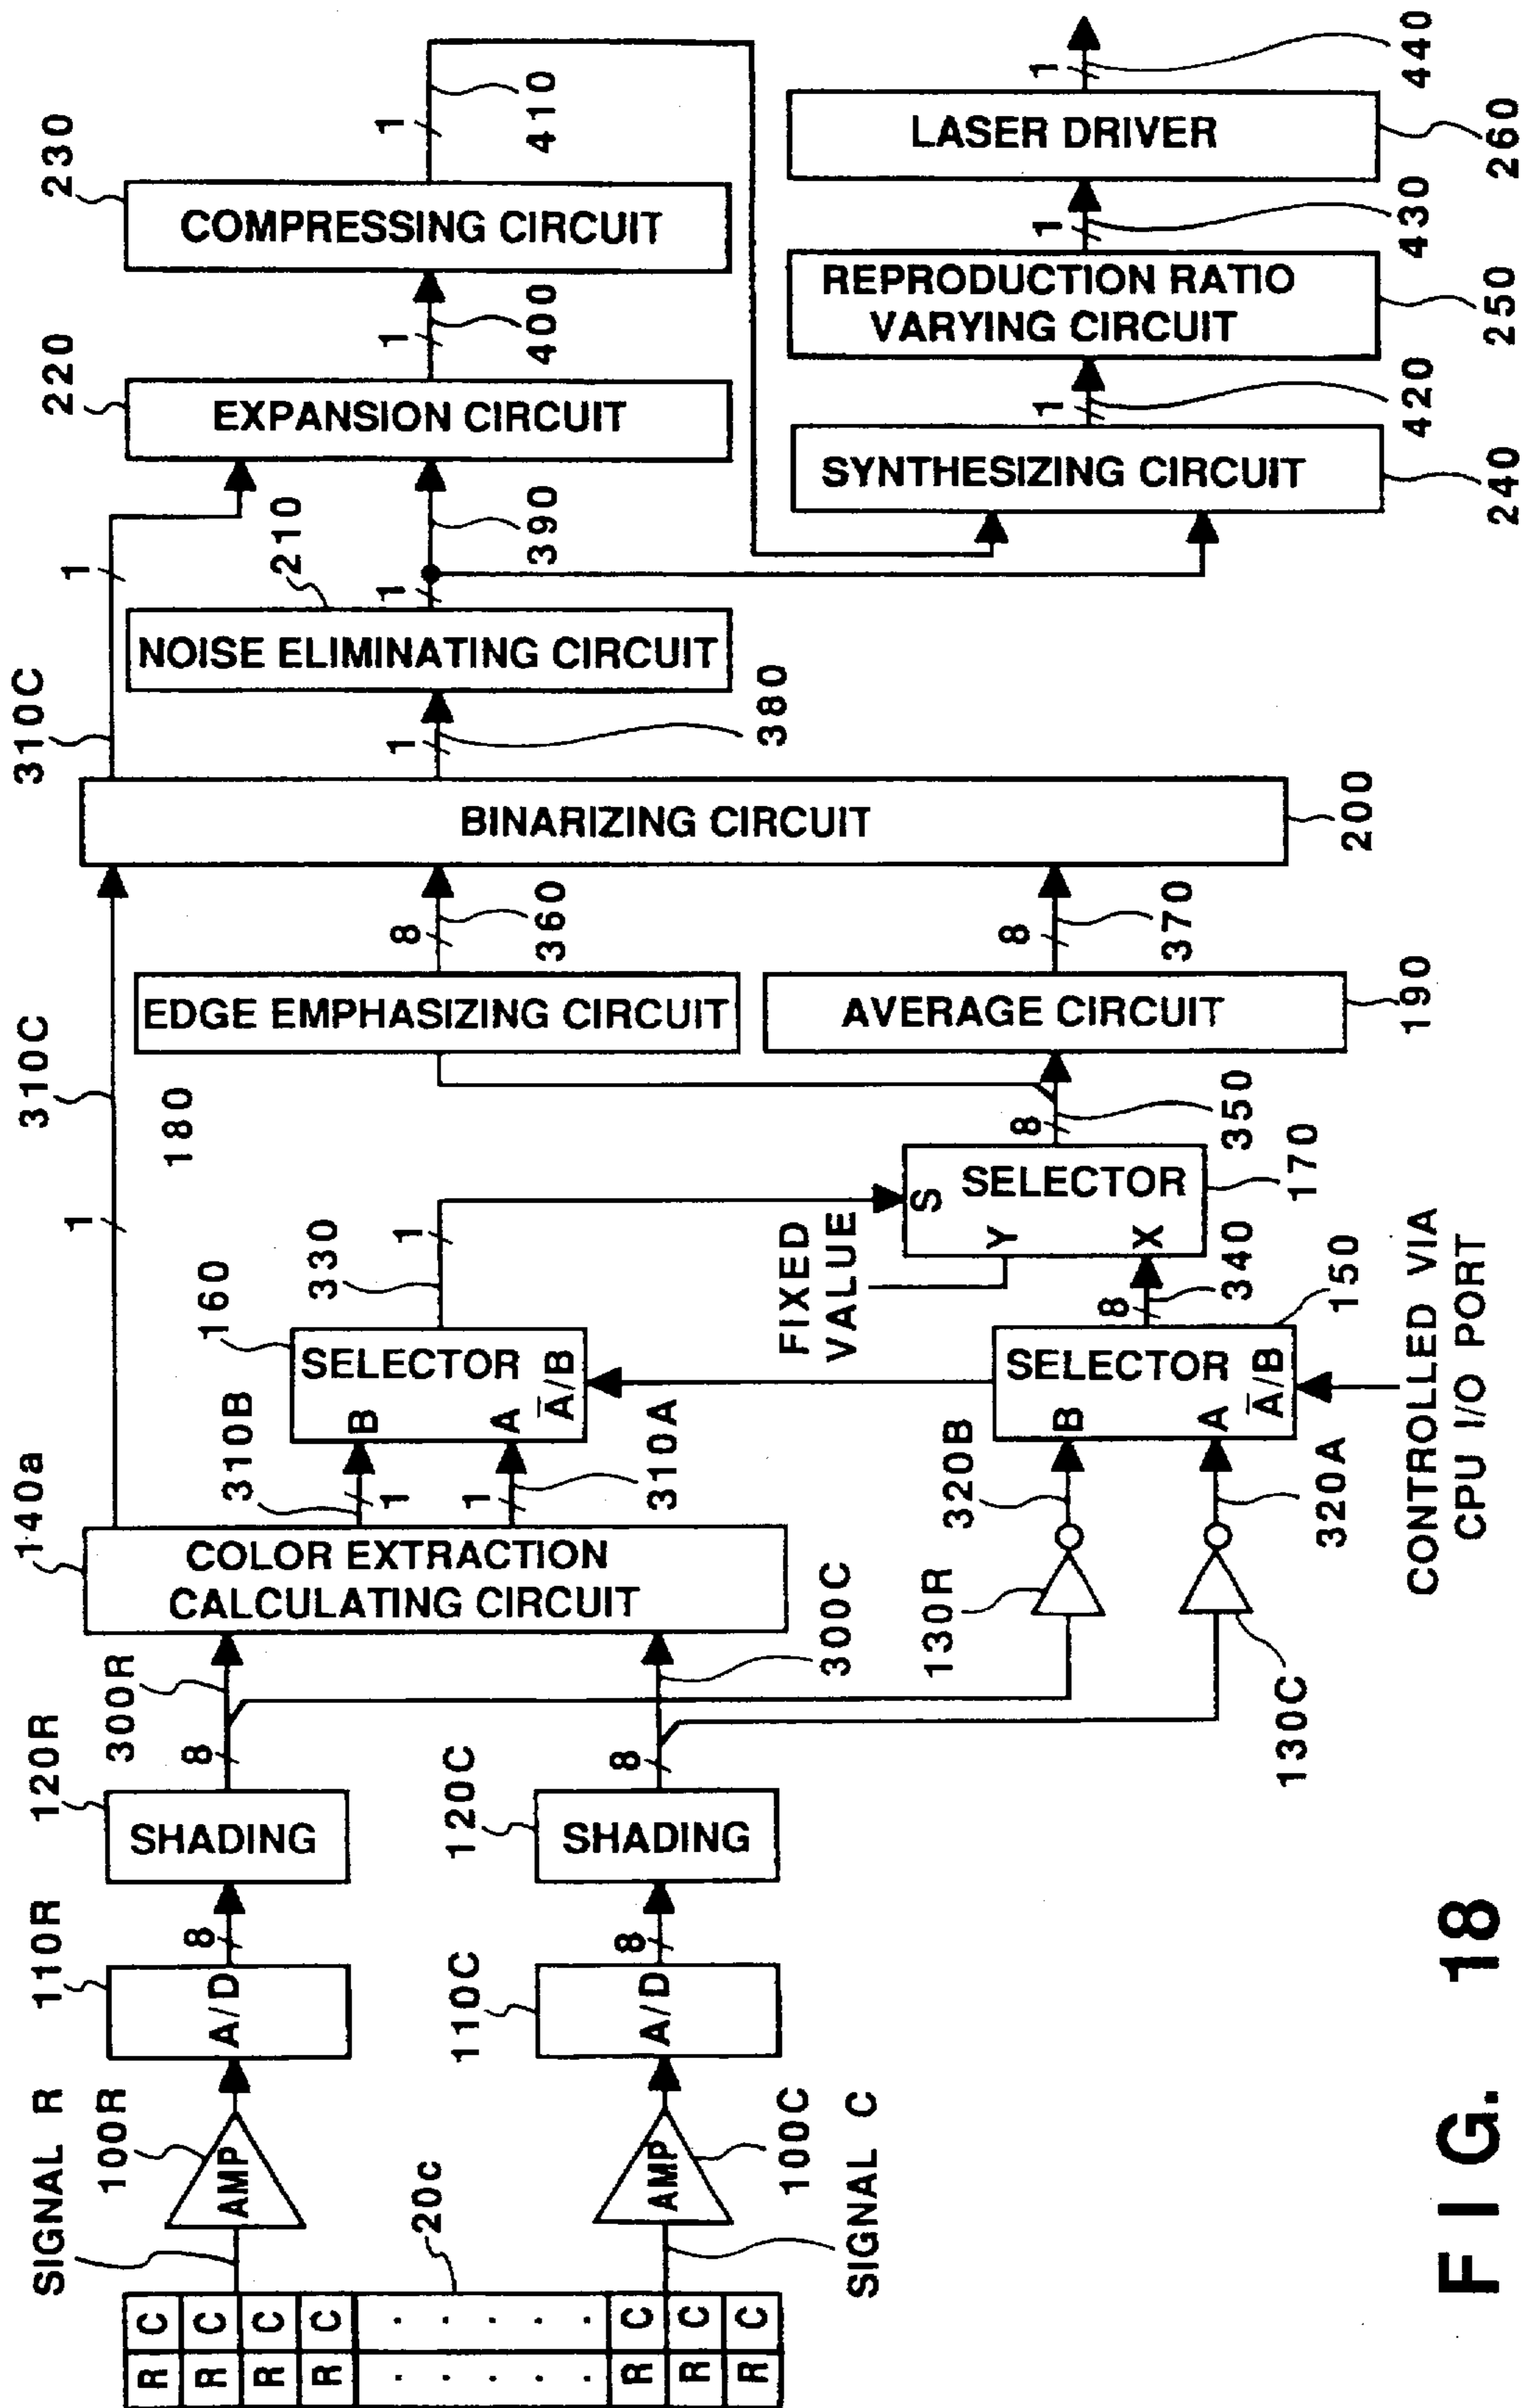 R C
R C
R C
R C
. .
. .
. .
. .
. .
R C
R C
R C
20c
SIGNAL R
100R
AMP
SIGNAL C
100C
AMP
110R
A/D
8
110C
A/D
8
120R
SHADING
8
300R
120C
SHADING
8
300C
130R
130C
140a
COLOR EXTRACTION
CALCULATING CIRCUIT
310B
1
1
310A
320B
320A
160
SELECTOR
B
A
A̅/B
SELECTOR
B
A
A̅/B
150
CONTROLLED VIA
CPU I/O PORT
330
1
FIXED
VALUE
8
340
S
SELECTOR
Y
X
170
8
350
1
310C
180
EDGE EMPHASIZING CIRCUIT
AVERAGE CIRCUIT
190
8
360
8
370
BINARIZING CIRCUIT
200
310C
1
1
380
NOISE ELIMINATING CIRCUIT
210
1
390
220
EXPANSION CIRCUIT
1
400
230
COMPRESSING CIRCUIT
1
410
SYNTHESIZING CIRCUIT
240
1
420
REPRODUCTION RATIO
VARYING CIRCUIT
250
1
430
LASER DRIVER
260
1
440
FIG. 18